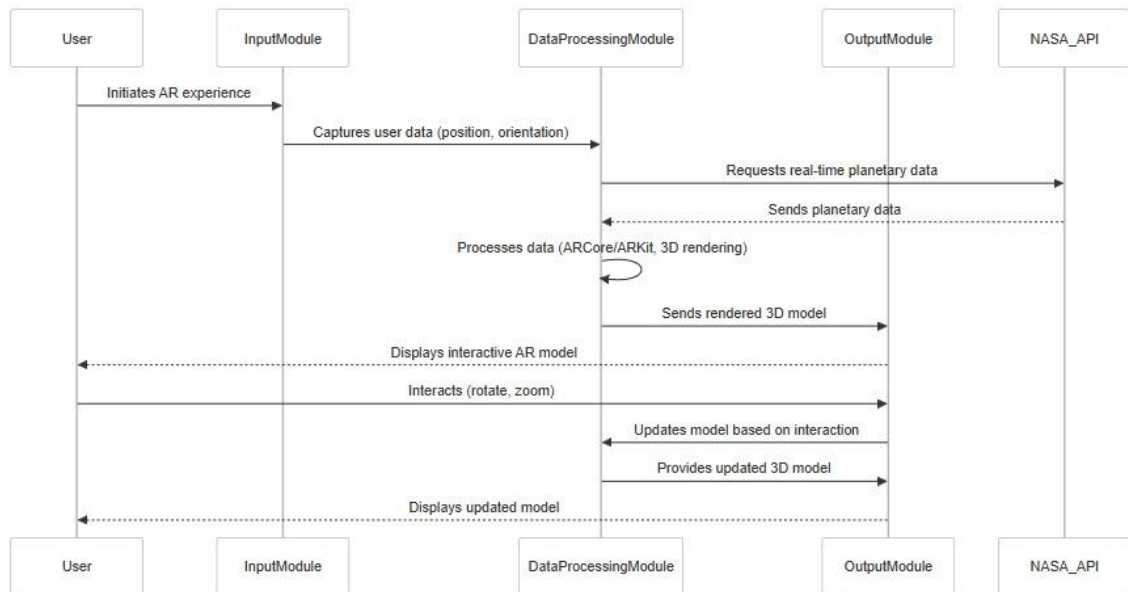 User
InputModule
DataProcessingModule
OutputModule
NASA_API
Initiates AR experience
Captures user data (position, orientation)
Requests real-time planetary data
Sends planetary data
Processes data (ARCore/ARKit, 3D rendering)
Sends rendered 3D model
Displays interactive AR model
Interacts (rotate, zoom)
Updates model based on interaction
Provides updated 3D model
Displays updated model
User
InputModule
DataProcessingModule
OutputModule
NASA_API